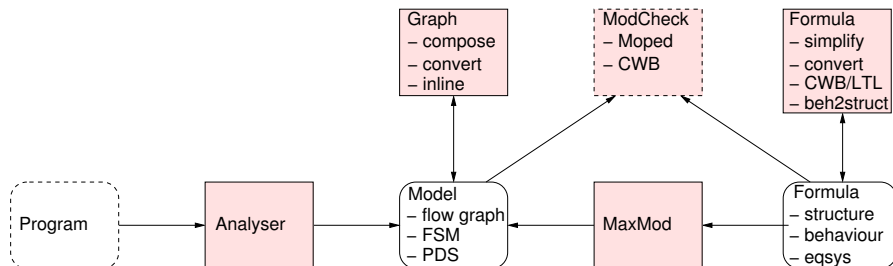 Graph
– compose
– convert
– inline
ModCheck
– Moped
– CWB
Formula
– simplify
– convert
– CWB/LTL
– beh2struct
Program
Analyser
Model
– flow graph
– FSM
– PDS
MaxMod
Formula
– structure
– behaviour
– eqsys